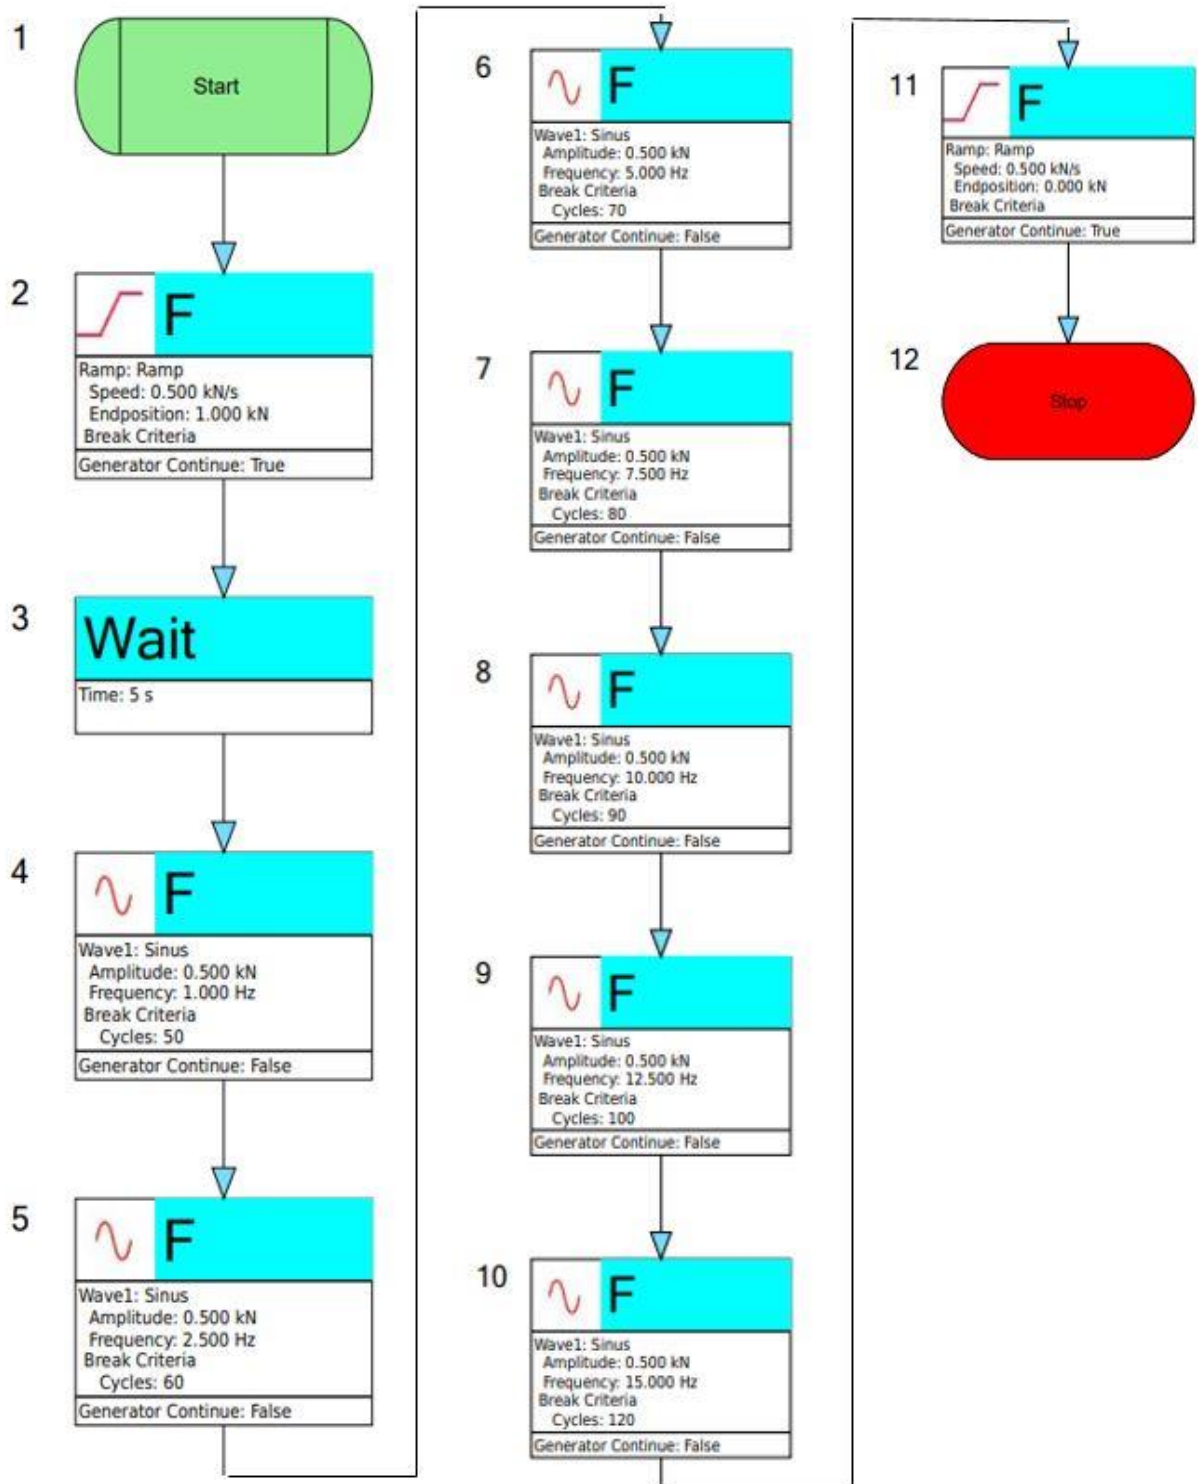 1
Start
2
F
Ramp: Ramp
Speed: 0.500 kN/s
Endposition: 1.000 kN
Break Criteria
Generator Continue: True
3
Wait
Time: 5 s
4
F
Wave1: Sinus
Amplitude: 0.500 kN
Frequency: 1.000 Hz
Break Criteria
Cycles: 50
Generator Continue: False
5
F
Wave1: Sinus
Amplitude: 0.500 kN
Frequency: 2.500 Hz
Break Criteria
Cycles: 60
Generator Continue: False
6
F
Wave1: Sinus
Amplitude: 0.500 kN
Frequency: 5.000 Hz
Break Criteria
Cycles: 70
Generator Continue: False
7
F
Wave1: Sinus
Amplitude: 0.500 kN
Frequency: 7.500 Hz
Break Criteria
Cycles: 80
Generator Continue: False
8
F
Wave1: Sinus
Amplitude: 0.500 kN
Frequency: 10.000 Hz
Break Criteria
Cycles: 90
Generator Continue: False
9
F
Wave1: Sinus
Amplitude: 0.500 kN
Frequency: 12.500 Hz
Break Criteria
Cycles: 100
Generator Continue: False
10
F
Wave1: Sinus
Amplitude: 0.500 kN
Frequency: 15.000 Hz
Break Criteria
Cycles: 120
Generator Continue: False
11
F
Ramp: Ramp
Speed: 0.500 kN/s
Endposition: 0.000 kN
Break Criteria
Generator Continue: True
12
Stop